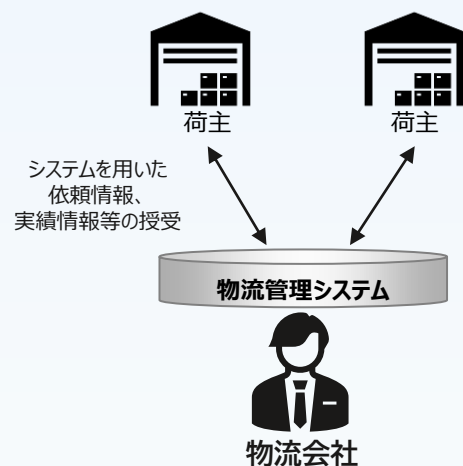 荷主
荷主
システムを用いた
依頼情報、
実績情報等の授受
物流管理システム
物流会社